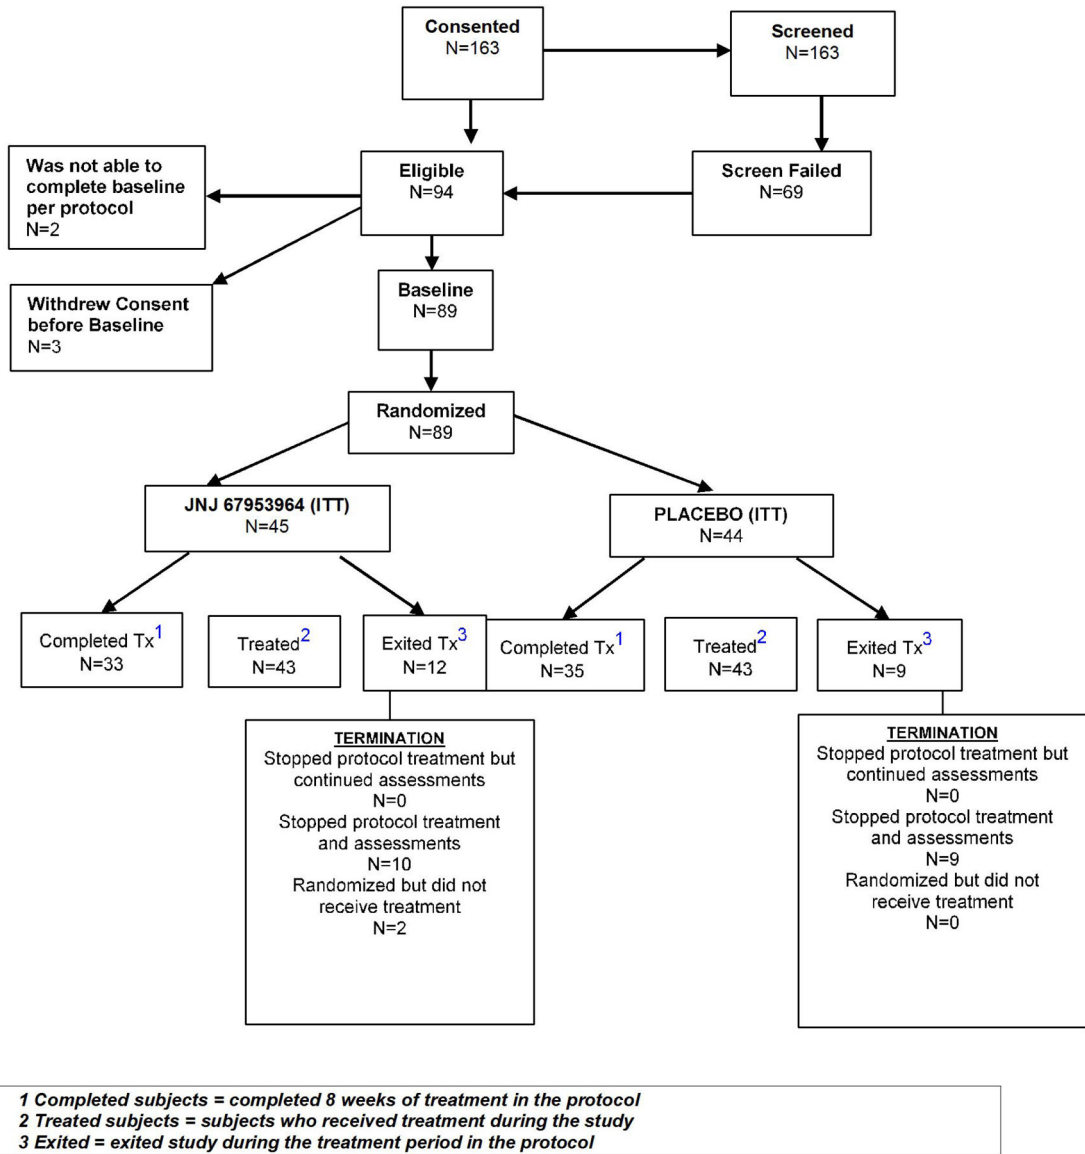 Consented
N=163
Screened
N=163
Was not able to
complete baseline
per protocol
N=2
Eligible
N=94
Screen Failed
N=69
Withdrew Consent
before Baseline
N=3
Baseline
N=89
Randomized
N=89
JNJ 67953964 (ITT)
N=45
PLACEBO (ITT)
N=44
Completed Tx1
N=33
Treated2
N=43
Exited Tx3
N=12
Completed Tx1
N=35
Treated2
N=43
Exited Tx3
N=9
TERMINATION
Stopped protocol treatment but
continued assessments
N=0
Stopped protocol treatment
and assessments
N=10
Randomized but did not
receive treatment
N=2
TERMINATION
Stopped protocol treatment but
continued assessments
N=0
Stopped protocol treatment
and assessments
N=9
Randomized but did not
receive treatment
N=0
1 Completed subjects = completed 8 weeks of treatment in the protocol
2 Treated subjects = subjects who received treatment during the study
3 Exited = exited study during the treatment period in the protocol